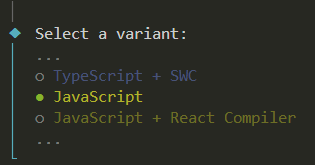 Select a variant:
...
TypeScript + SWC
JavaScript
JavaScript + React Compiler
...